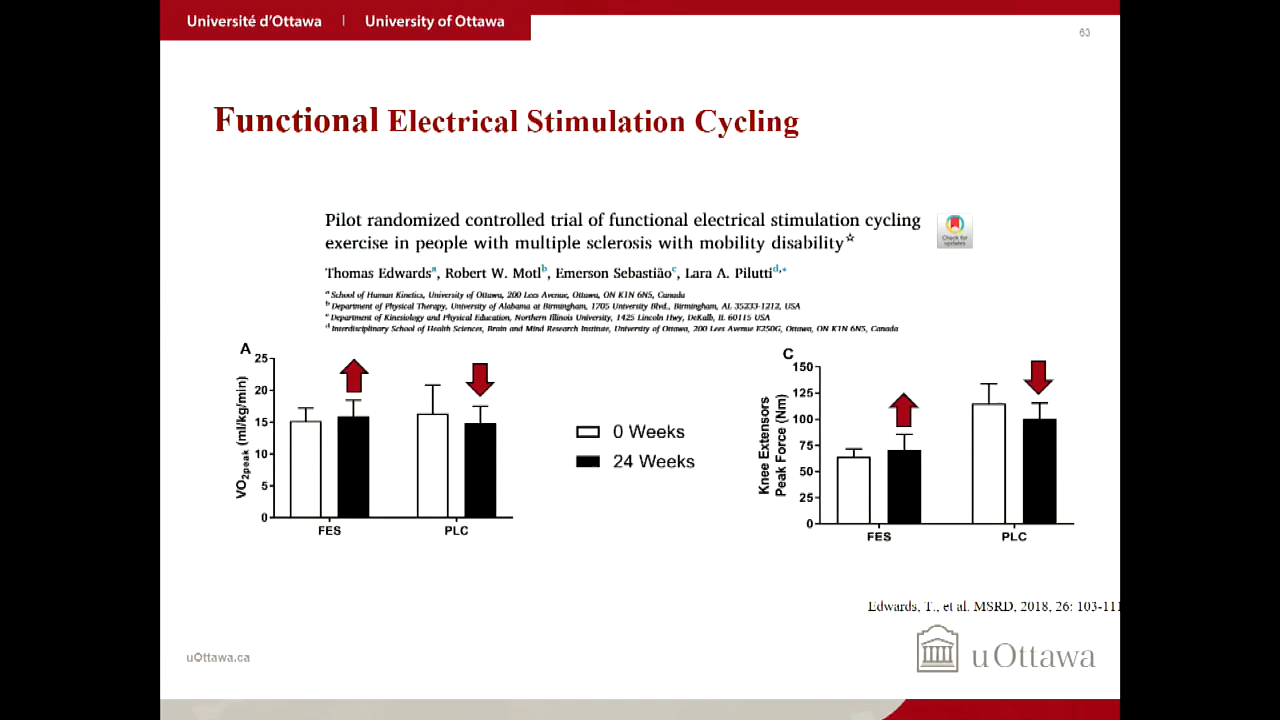 Université d'Ottawa | University of Ottawa
63
Functional Electrical Stimulation Cycling
Pilot randomized controlled trial of functional electrical stimulation cycling
exercise in people with multiple sclerosis with mobility disability☆
Check for
updates
Thomas Edwardsᵃ, Robert W. Motlᵇ, Emerson Sebastiãoᶜ, Lara A. Piluttiᵈ,*
ᵃ School of Human Kinetics, University of Ottawa, 200 Lees Avenue, Ottawa, ON K1N 6N5, Canada
ᵇ Department of Physical Therapy, University of Alabama at Birmingham, 1705 University Blvd., Birmingham, AL 35233-1212, USA
ᶜ Department of Kinesiology and Physical Education, Northern Illinois University, 1425 Lincoln Hwy, DeKalb, IL 60115 USA
ᵈ Interdisciplinary School of Health Sciences, Brain and Mind Research Institute, University of Ottawa, 200 Lees Avenue E250G, Ottawa, ON K1N 6N5, Canada
A
25
20
15
10
5
0
VO2peak (ml/kg/min)
FES
PLC
0 Weeks
24 Weeks
C
150
125
100
75
50
25
0
Knee Extensors
Peak Force (Nm)
FES
PLC
Edwards, T., et al. MSRD, 2018, 26: 103-111
uOttawa.ca
uOttawa